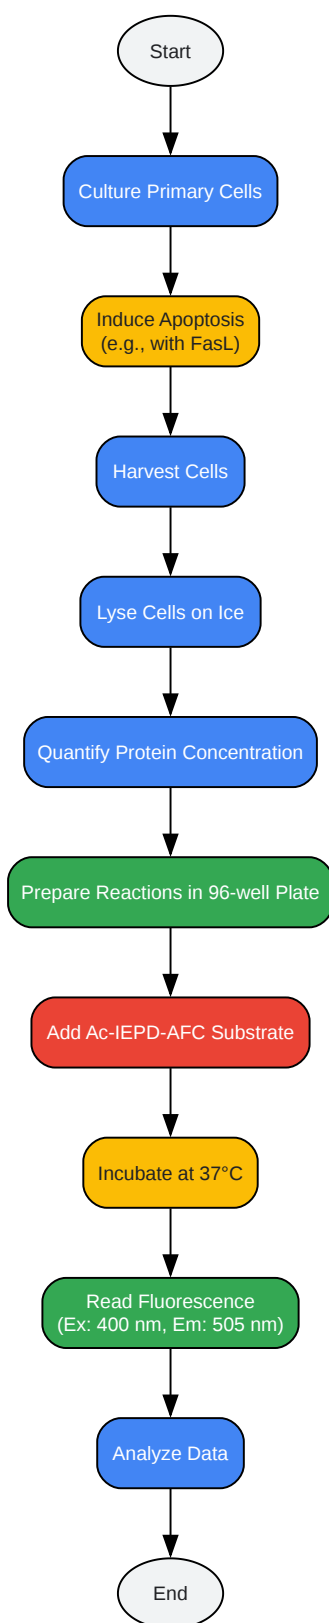 Start
Culture Primary Cells
Induce Apoptosis
(e.g., with FasL)
Harvest Cells
Lyse Cells on Ice
Quantify Protein Concentration
Prepare Reactions in 96-well Plate
Add Ac-IEPD-AFC Substrate
Incubate at 37°C
Read Fluorescence
(Ex: 400 nm, Em: 505 nm)
Analyze Data
End